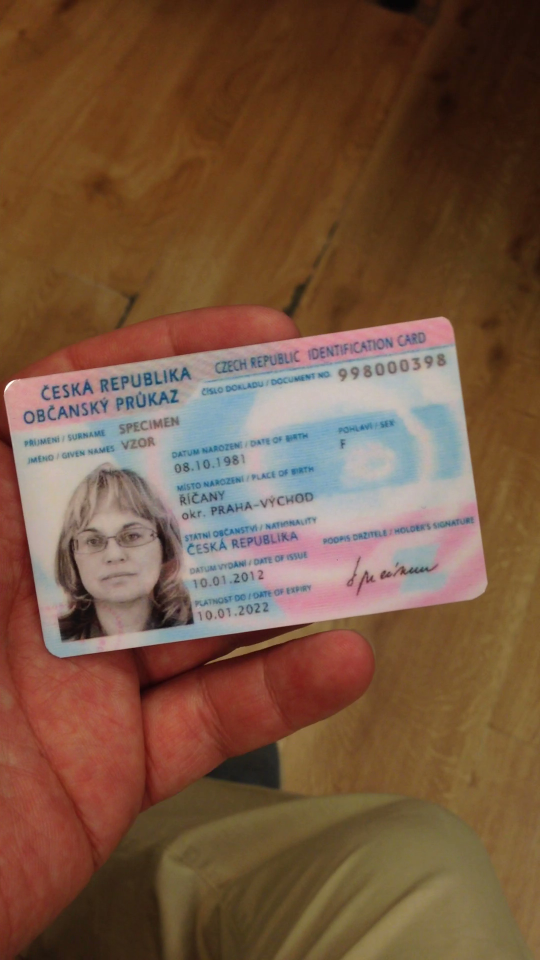 ČESKÁ REPUBLIKA
OBČANSKÝ PRŮKAZ
CZECH REPUBLIC IDENTIFICATION CARD
ČÍSLO DOKLADU / DOCUMENT NO. 998000398
PŘÍJMENÍ / SURNAME SPECIMEN
JMÉNO / GIVEN NAMES VZOR
DATUM NAROZENÍ / DATE OF BIRTH
08.10.1981
POHLAVÍ / SEX
F
MÍSTO NAROZENÍ / PLACE OF BIRTH
ŘÍČANY
okr. PRAHA-VÝCHOD
STÁTNÍ OBČANSTVÍ / NATIONALITY
ČESKÁ REPUBLIKA
PODPIS DRŽITELE / HOLDER'S SIGNATURE
Specimen
DATUM VYDÁNÍ / DATE OF ISSUE
10.01.2012
PLATNOST DO / DATE OF EXPIRY
10.01.2022